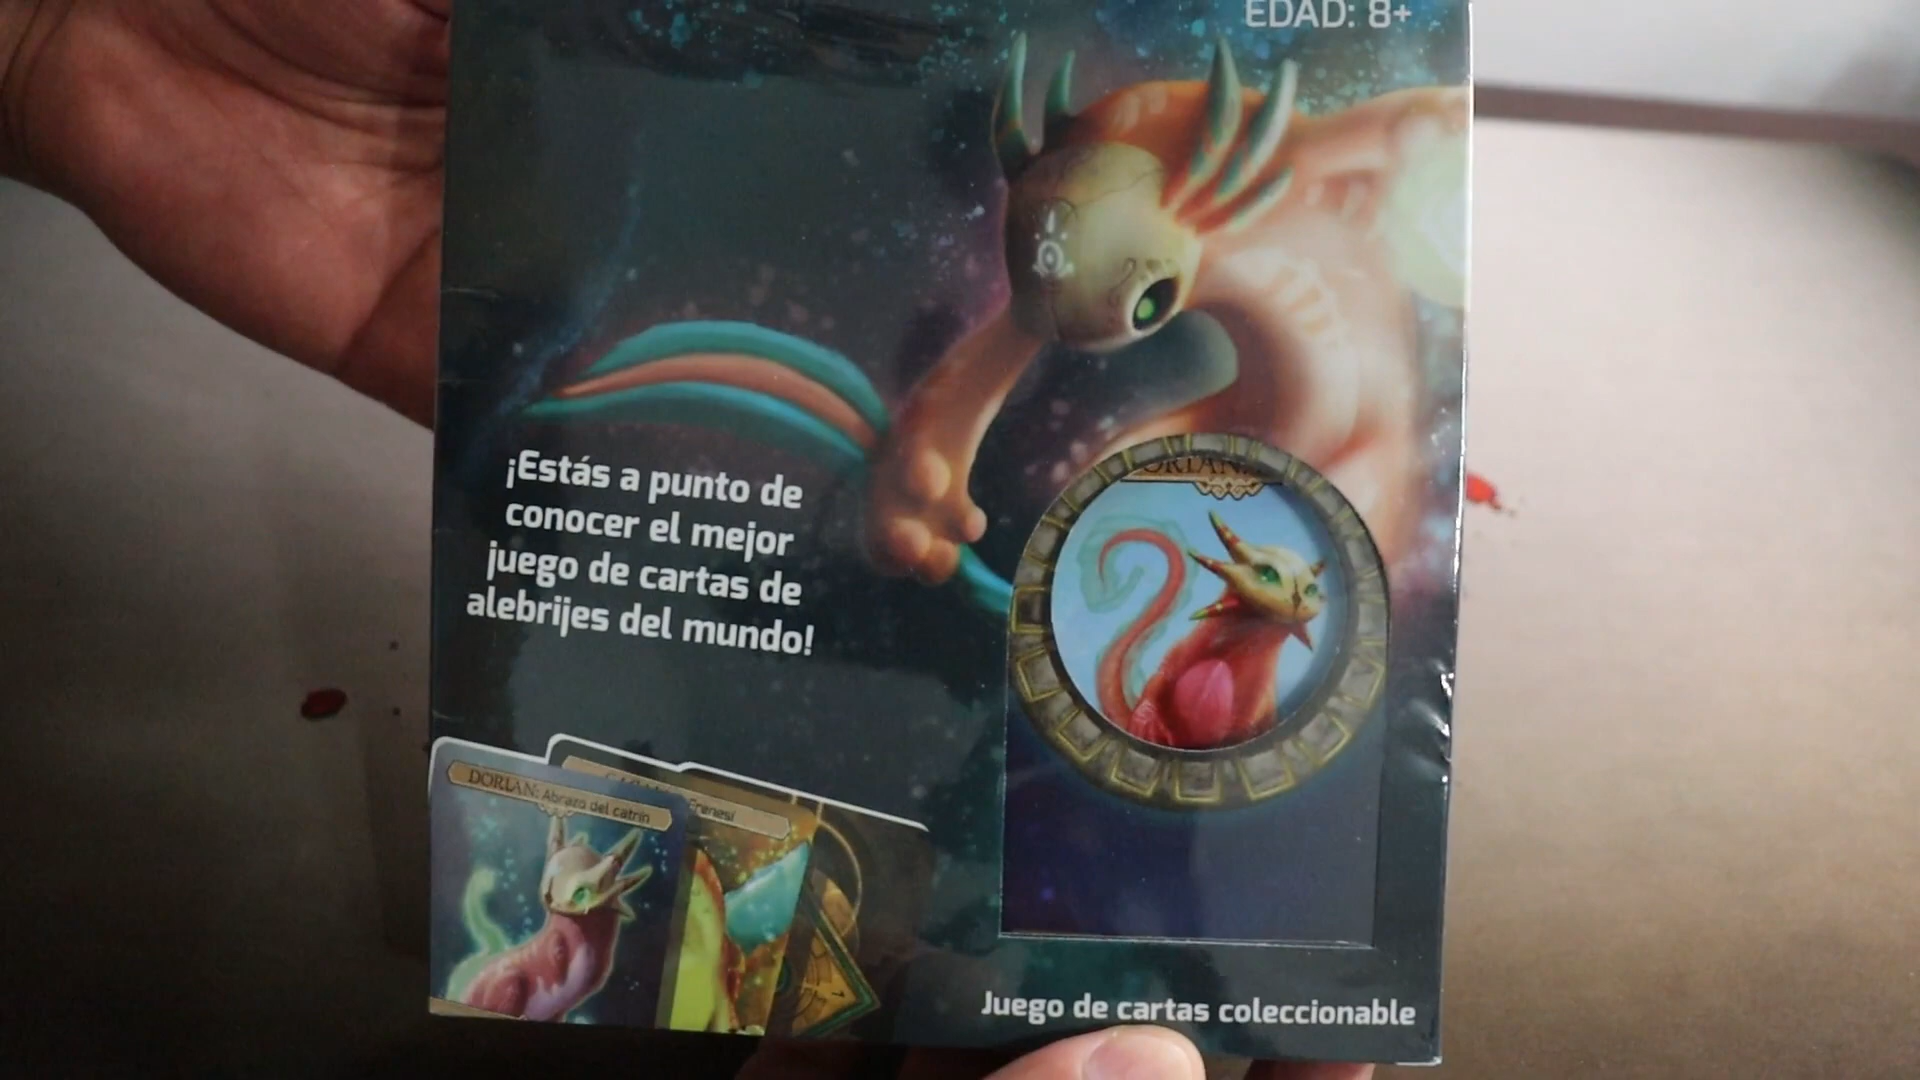 EDAD: 8+
¡Estás a punto de
conocer el mejor
juego de cartas de
alebrijes del mundo!
DORIAN: Abrazo del catrín
Frenesí
Juego de cartas coleccionable